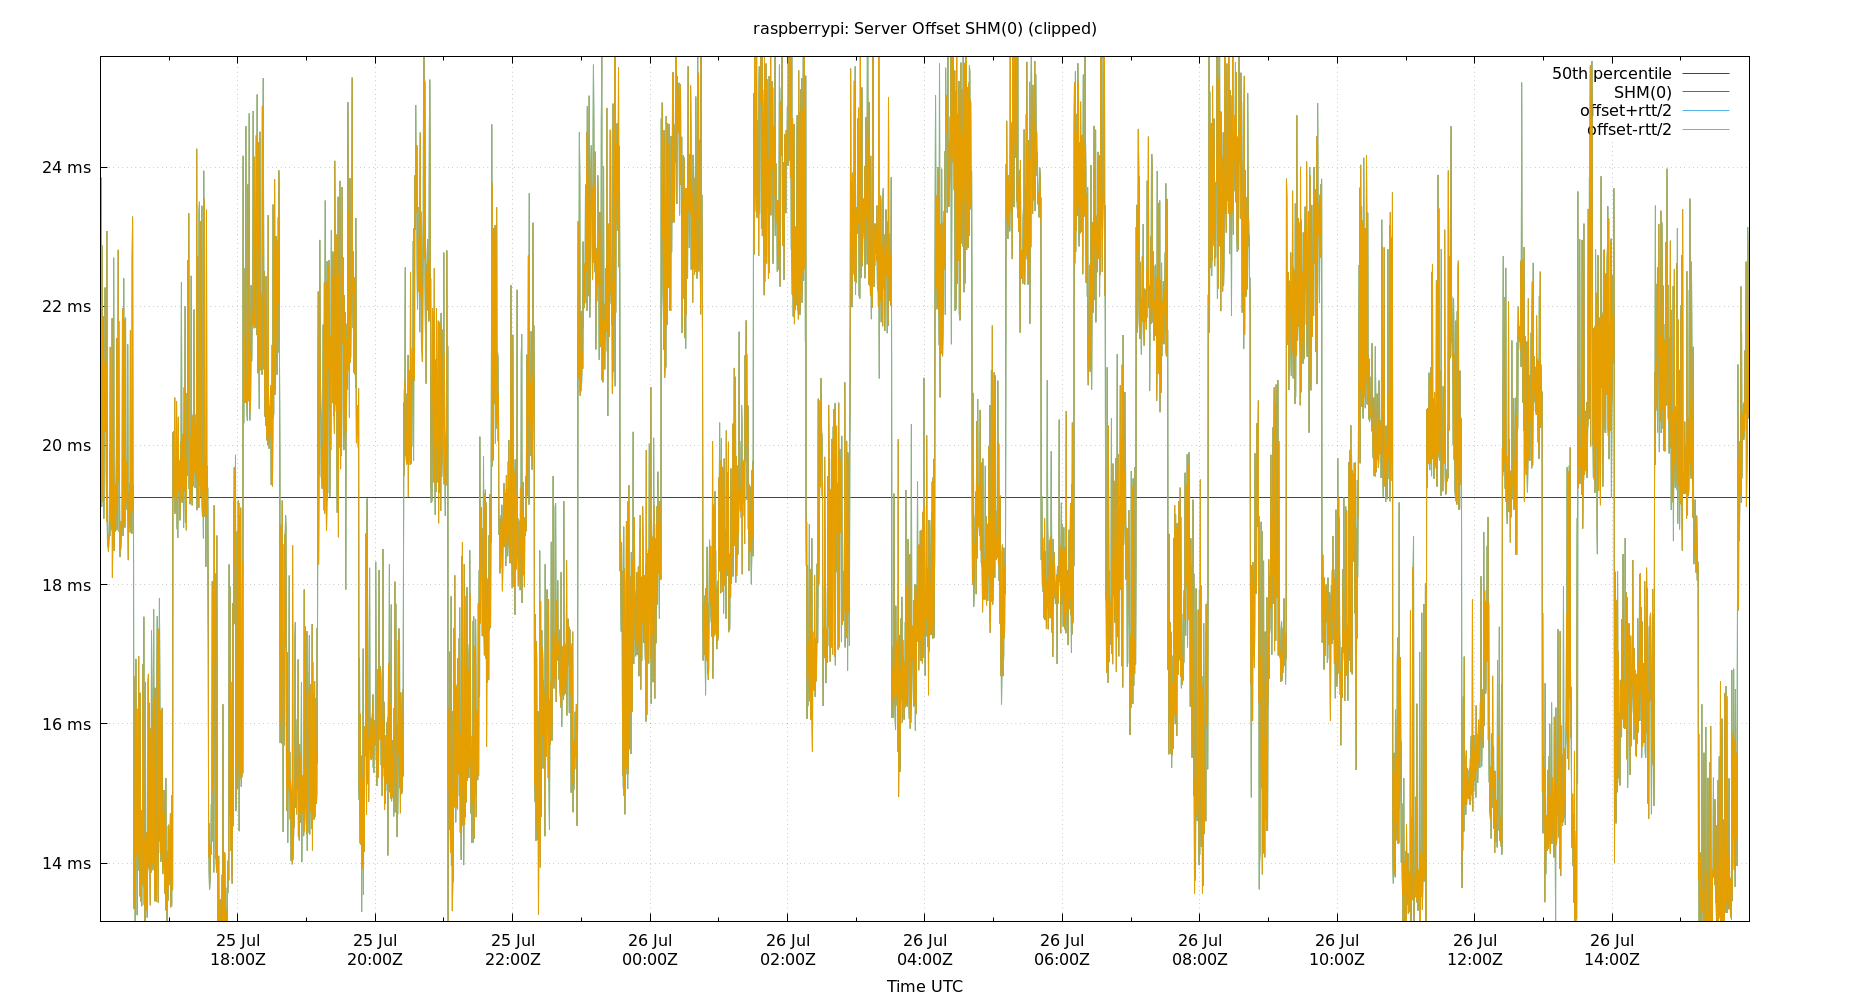 raspberrypi: Server Offset SHM(0) (clipped)
50th percentile
SHM(0)
offset+rtt/2
offset-rtt/2
24 ms
22 ms
20 ms
18 ms
16 ms
14 ms
25 Jul 25 Jul 25 Jul 26 Jul 26 Jul 26 Jul 26 Jul 26 Jul 26 Jul 26 Jul 26 Jul
18:00Z 20:00Z 22:00Z 00:00Z 02:00Z 04:00Z 06:00Z 08:00Z 10:00Z 12:00Z 14:00Z
Time UTC